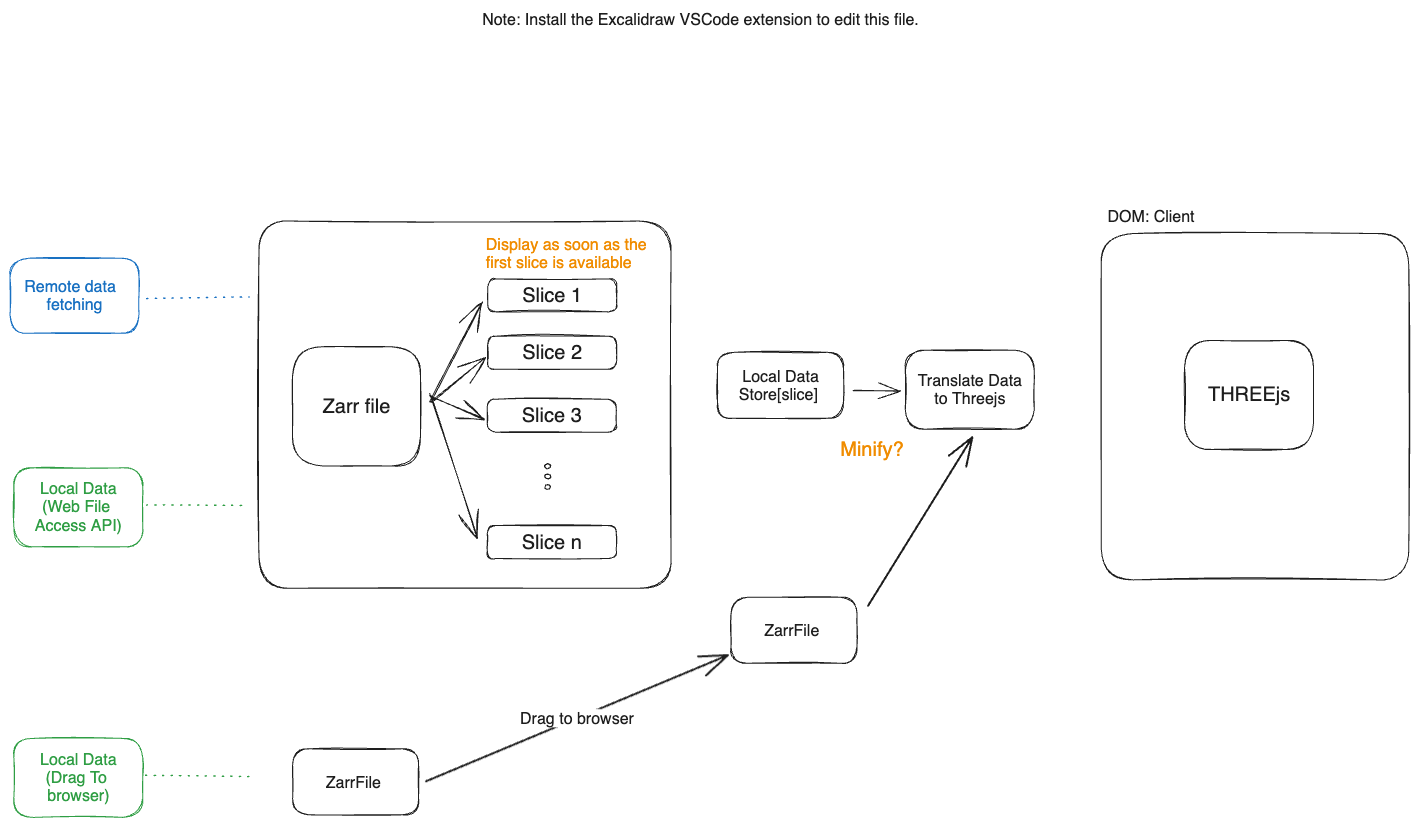 Note: Install the Excalidraw VSCode extension to edit this file.
DOM: Client
Display as soon as the
first slice is available
Remote data
fetching
Slice 1
Slice 2
Zarr file
Slice 3
Slice n
Local Data
Store[slice]
Translate Data
to Threejs
THREEjs
Minify?
Local Data
(Web File
Access API)
ZarrFile
Drag to browser
Local Data
(Drag To
browser)
ZarrFile